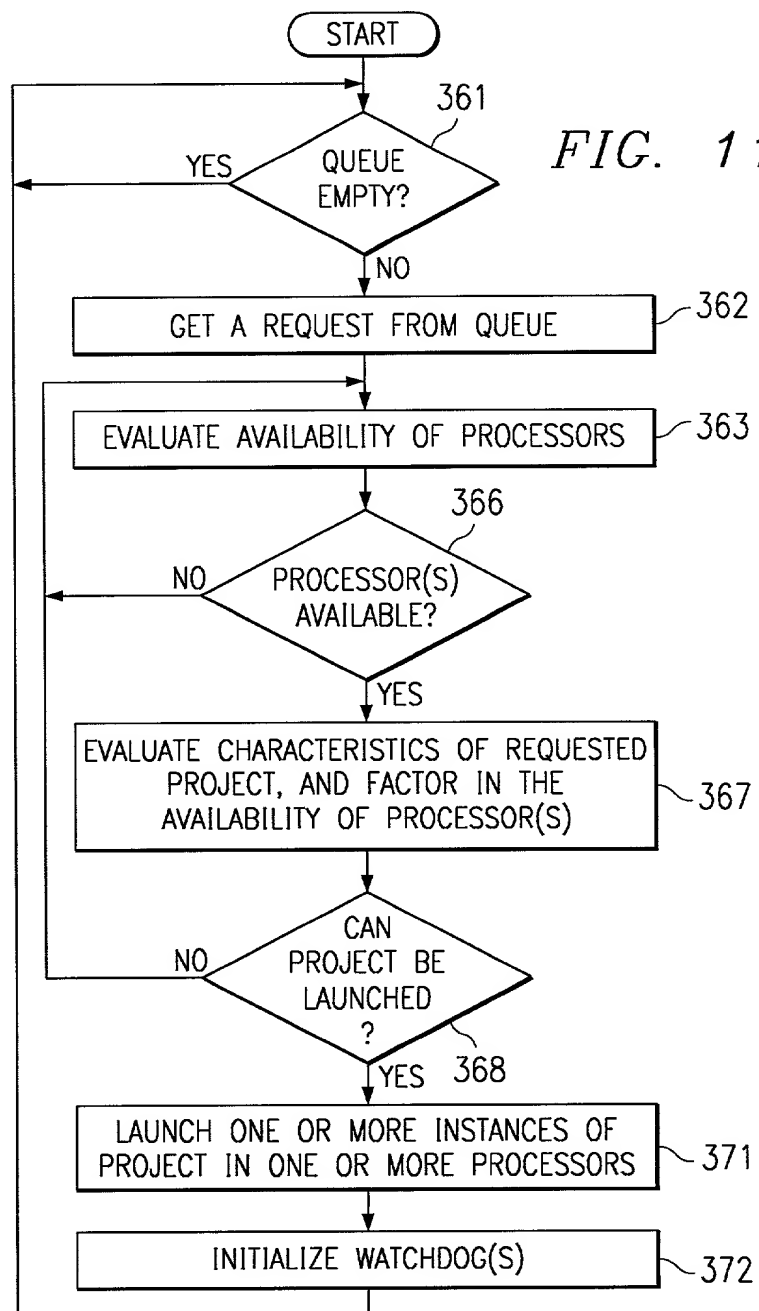 START
361
FIG. 11
QUEUE
EMPTY?
YES
NO
GET A REQUEST FROM QUEUE
362
EVALUATE AVAILABILITY OF PROCESSORS
363
366
PROCESSOR(S)
AVAILABLE?
NO
YES
EVALUATE CHARACTERISTICS OF REQUESTED
PROJECT, AND FACTOR IN THE
AVAILABILITY OF PROCESSOR(S)
367
CAN
PROJECT BE
LAUNCHED
?
NO
368
YES
LAUNCH ONE OR MORE INSTANCES OF
PROJECT IN ONE OR MORE PROCESSORS
371
INITIALIZE WATCHDOG(S)
372